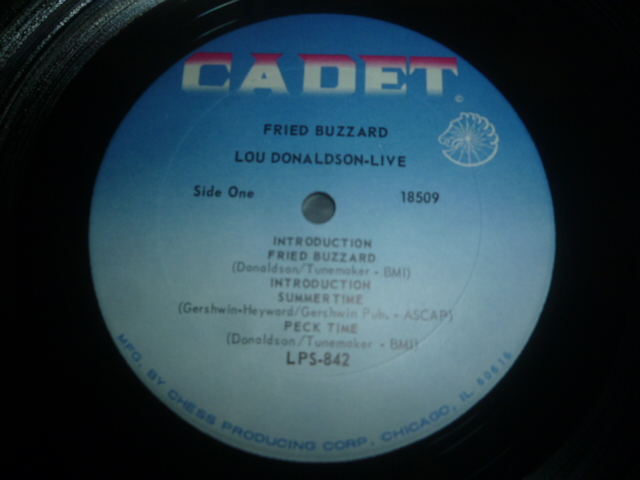 CADET
©
FRIED BUZZARD
LOU DONALDSON-LIVE
Side One 18509
INTRODUCTION
FRIED BUZZARD
(Donaldson/Tunemaker - BMI)
INTRODUCTION
SUMMERTIME
(Gershwin-Heyward/Gershwin Pub. - ASCAP)
PECK TIME
(Donaldson/Tunemaker - BMI)
LPS-842
MFG. BY CHESS PRODUCING CORP., CHICAGO, IL 60616